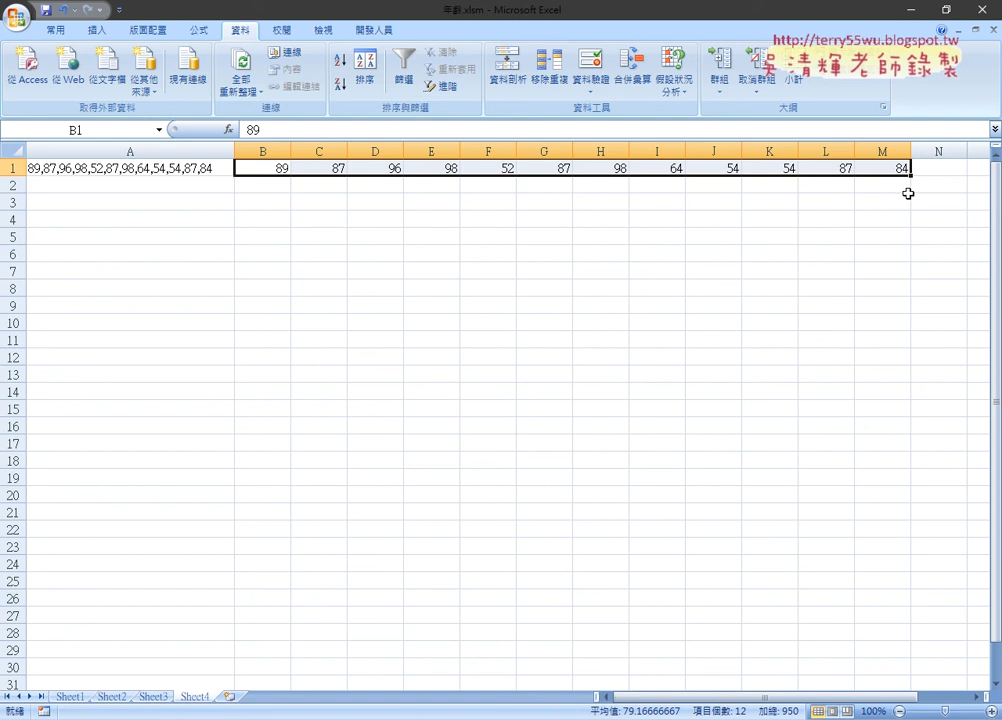 年齡.xlsm - Microsoft Excel
常用 插入 版面配置 公式 資料 校閱 檢視 開發人員
http://terry55wu.blogspot.tw
吳清輝老師錄製
從 Access 從 Web 從文字檔 從其他來源 現有連線 全部重新整理 連線 內容 編輯連結 排序 篩選 清除 重新套用 進階 資料剖析 移除重複 資料驗證 合併彙算 假設狀況分析 群組 取消群組 小計
取得外部資料 連線 排序與篩選 資料工具 大綱
B1 fx 89
A B C D E F G H I J K L M N
1 89,87,96,98,52,87,98,64,54,54,87,84 89 87 96 98 52 87 98 64 54 54 87 84
2
3
4
5
6
7
8
9
10
11
12
13
14
15
16
17
18
19
20
21
22
23
24
25
26
27
28
29
30
31
Sheet1 Sheet2 Sheet3 Sheet4
就緒 平均值: 79.16666667 項目個數: 12 加總: 950 100%